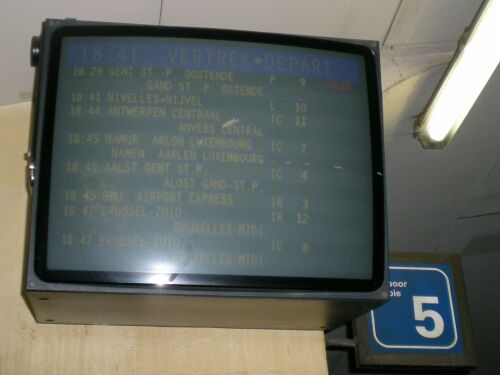 18:41 VERTREK*DEPART
18:29 GENT ST.-P. OOSTENDE P 9
GAND ST.-P. OSTENDE
18:41 NIVELLES+NIJVEL L 10
18:44 ANTWERPEN CENTRAAL IC 11
ANVERS CENTRAL
18:45 NAMUR ARLON LUXEMBOURG IC 7
NAMEN AARLEN LUXEMBOURG
18:45 AALST GENT ST P. IC 4
ALOST GAND-ST.P.
18:45 BRU. AIRPORT EXPRESS IR 3
18:47 BRUSSEL-ZUID IR 12
BRUXELLES-MIDI
18:47 BRUSSEL-ZUID IC 8
BRUXELLES-MIDI
5